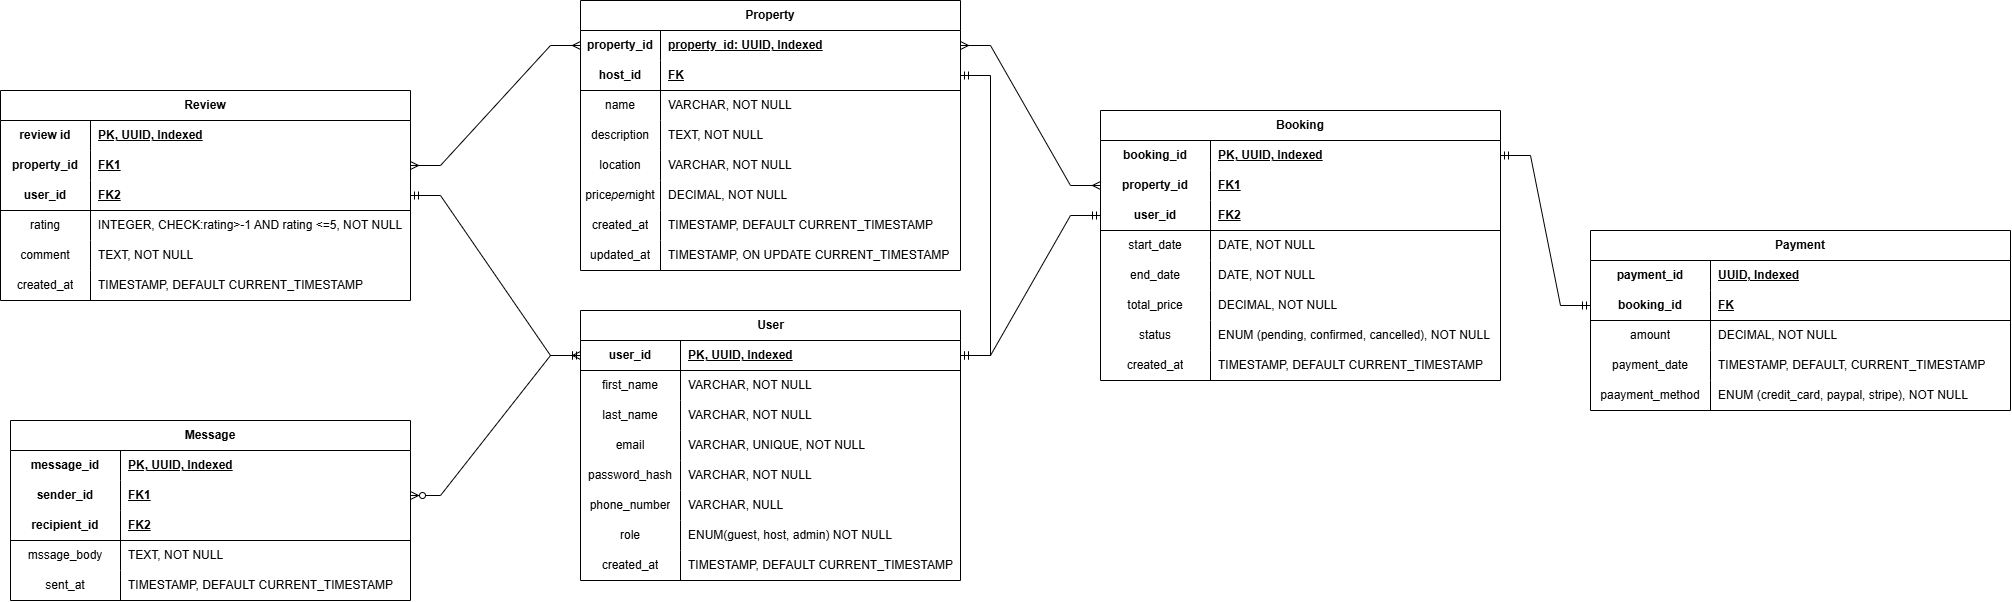 Property
property_id property_id: UUID, Indexed
host_id FK
name VARCHAR, NOT NULL
description TEXT, NOT NULL
location VARCHAR, NOT NULL
pricepernight DECIMAL, NOT NULL
created_at TIMESTAMP, DEFAULT CURRENT_TIMESTAMP
updated_at TIMESTAMP, ON UPDATE CURRENT_TIMESTAMP
Review
review id PK, UUID, Indexed
property_id FK1
user_id FK2
rating INTEGER, CHECK:rating>-1 AND rating <=5, NOT NULL
comment TEXT, NOT NULL
created_at TIMESTAMP, DEFAULT CURRENT_TIMESTAMP
Booking
booking_id PK, UUID, Indexed
property_id FK1
user_id FK2
start_date DATE, NOT NULL
end_date DATE, NOT NULL
total_price DECIMAL, NOT NULL
status ENUM (pending, confirmed, cancelled), NOT NULL
created_at TIMESTAMP, DEFAULT CURRENT_TIMESTAMP
Payment
payment_id UUID, Indexed
booking_id FK
amount DECIMAL, NOT NULL
payment_date TIMESTAMP, DEFAULT, CURRENT_TIMESTAMP
paayment_method ENUM (credit_card, paypal, stripe), NOT NULL
User
user_id PK, UUID, Indexed
first_name VARCHAR, NOT NULL
last_name VARCHAR, NOT NULL
email VARCHAR, UNIQUE, NOT NULL
password_hash VARCHAR, NOT NULL
phone_number VARCHAR, NULL
role ENUM(guest, host, admin) NOT NULL
created_at TIMESTAMP, DEFAULT CURRENT_TIMESTAMP
Message
message_id PK, UUID, Indexed
sender_id FK1
recipient_id FK2
mssage_body TEXT, NOT NULL
sent_at TIMESTAMP, DEFAULT CURRENT_TIMESTAMP